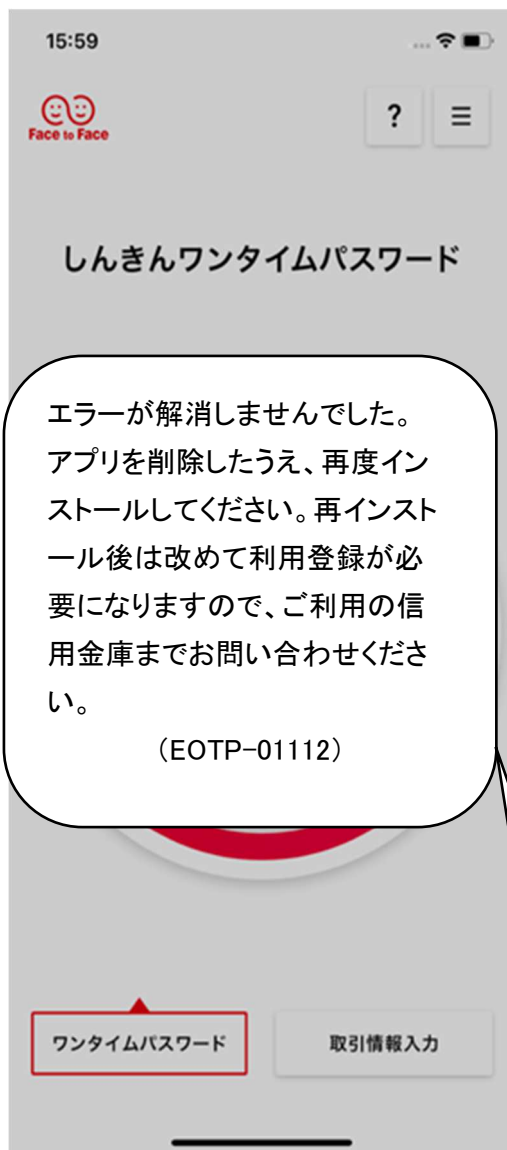 15:59
Face to Face
?
しんきんワンタイムパスワード
エラーが解消しませんでした。
アプリを削除したうえ、再度イン
ストールしてください。再インスト
ール後は改めて利用登録が必
要になりますので、ご利用の信
用金庫までお問い合わせくださ
い。
（EOTP-01112）
ワンタイムパスワード
取引情報入力